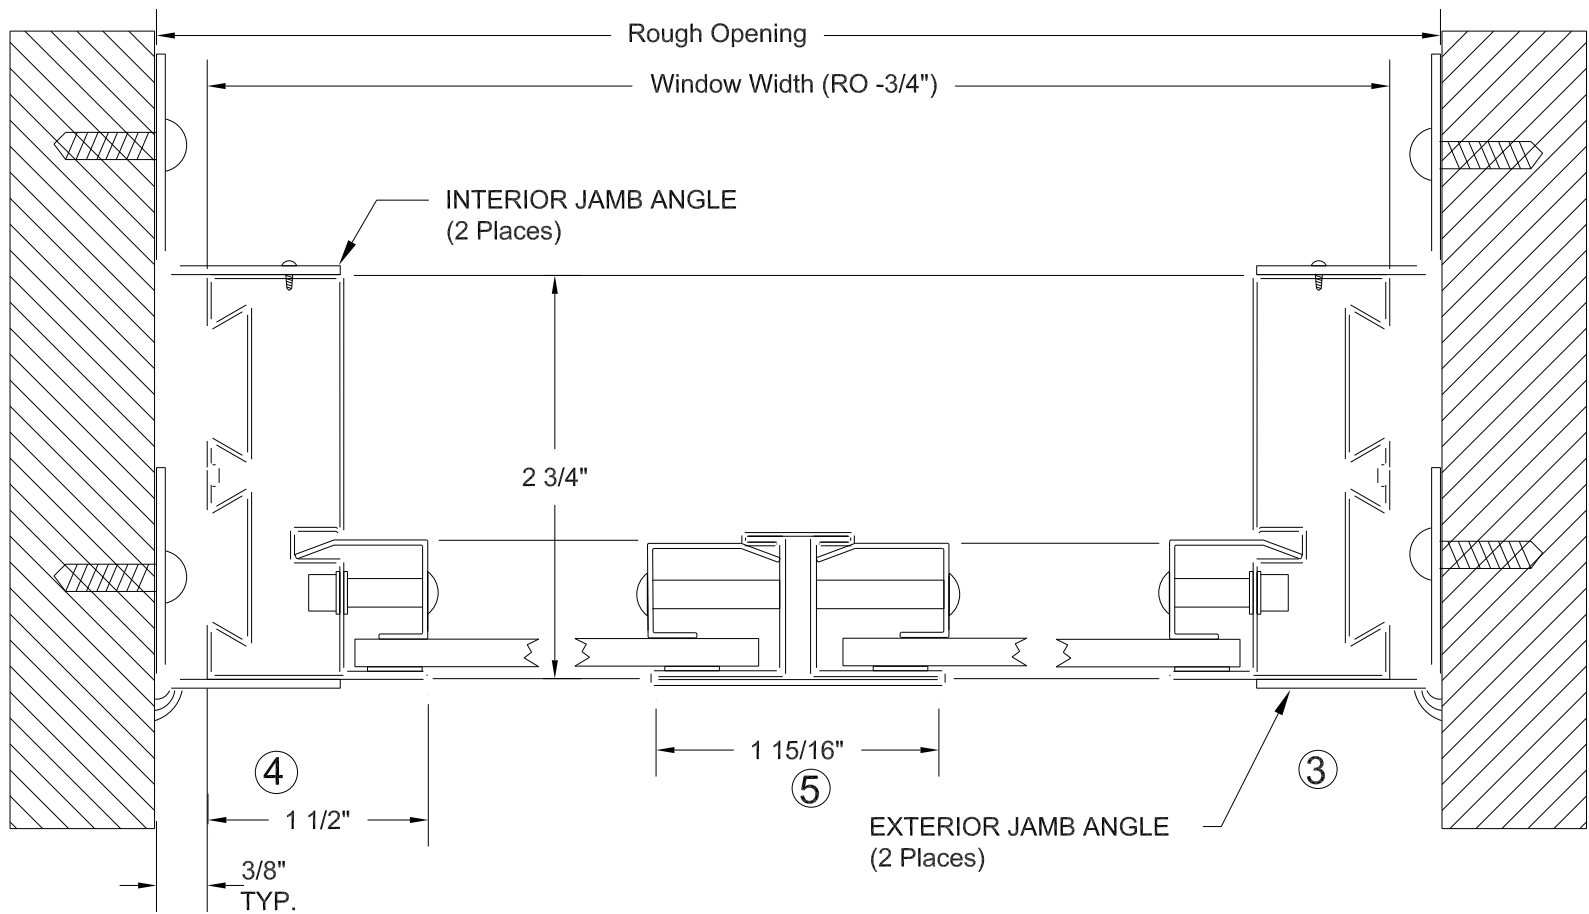 Rough Opening
Window Width (RO -3/4")
INTERIOR JAMB ANGLE
(2 Places)
2 3/4"
1 15/16"
4
5
3
1 1/2"
EXTERIOR JAMB ANGLE
(2 Places)
3/8"
TYP.